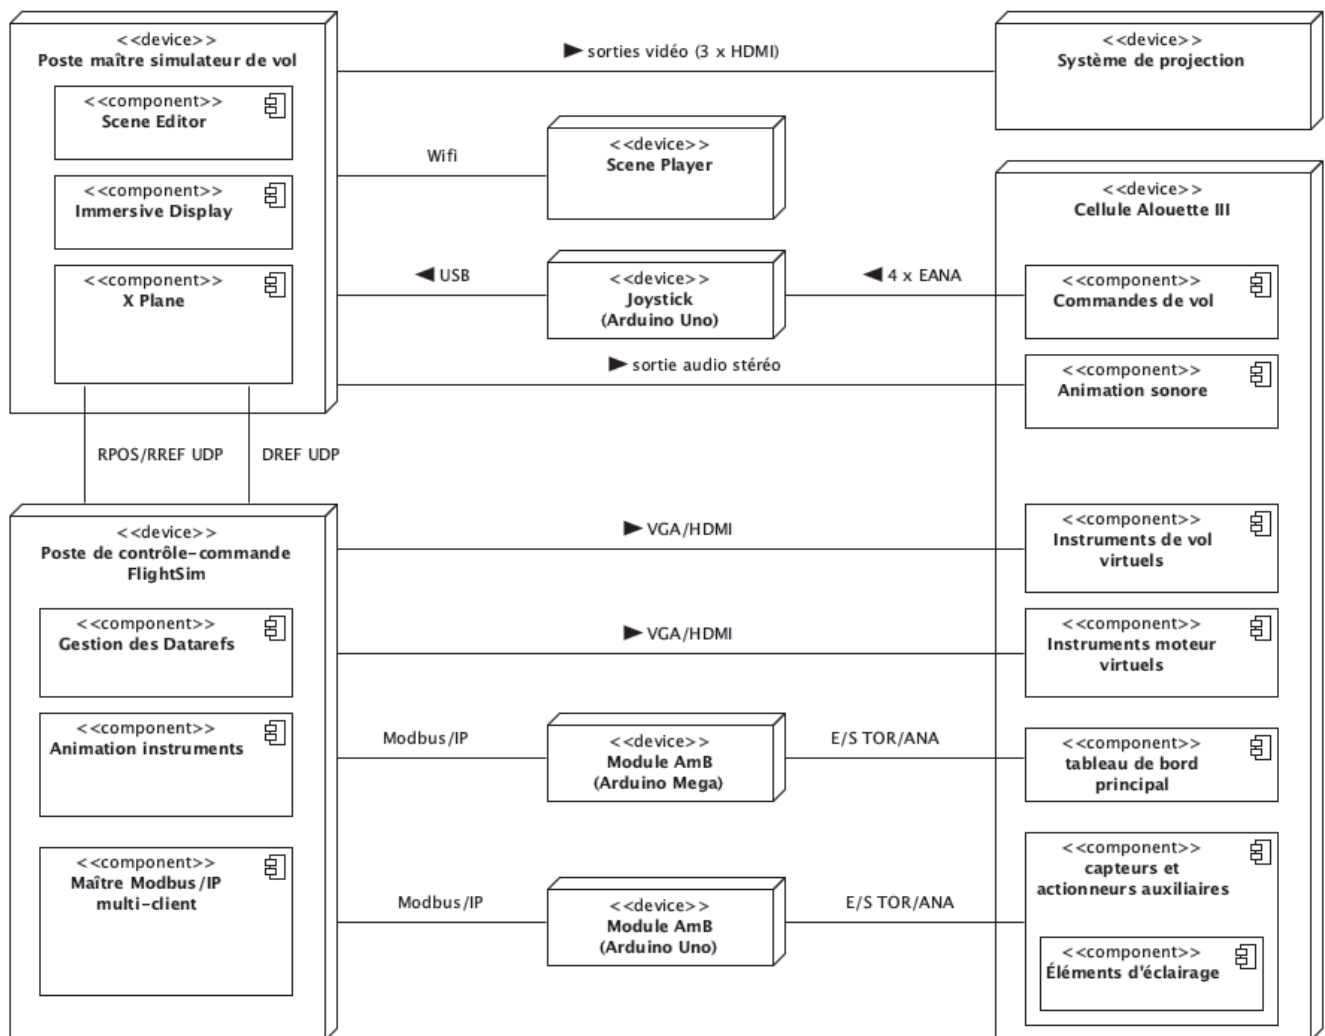 <<device>>
Poste maître simulateur de vol
<<component>>
Scene Editor
<<component>>
Immersive Display
<<component>>
X Plane
▶ sorties vidéo (3 x HDMI)
<<device>>
Système de projection
Wifi
<<device>>
Scene Player
◀ USB
<<device>>
Joystick
(Arduino Uno)
◀ 4 x EANA
▶ sortie audio stéréo
<<device>>
Cellule Alouette III
<<component>>
Commandes de vol
<<component>>
Animation sonore
RPOS/RREF UDP
DREF UDP
<<device>>
Poste de contrôle-commande
FlightSim
<<component>>
Gestion des Datarefs
<<component>>
Animation instruments
<<component>>
Maître Modbus/IP
multi-client
▶ VGA/HDMI
<<component>>
Instruments de vol
virtuels
▶ VGA/HDMI
<<component>>
Instruments moteur
virtuels
Modbus/IP
<<device>>
Module AmB
(Arduino Mega)
E/S TOR/ANA
<<component>>
tableau de bord
principal
Modbus/IP
<<device>>
Module AmB
(Arduino Uno)
E/S TOR/ANA
<<component>>
capteurs et
actionneurs auxiliaires
<<component>>
Éléments d'éclairage